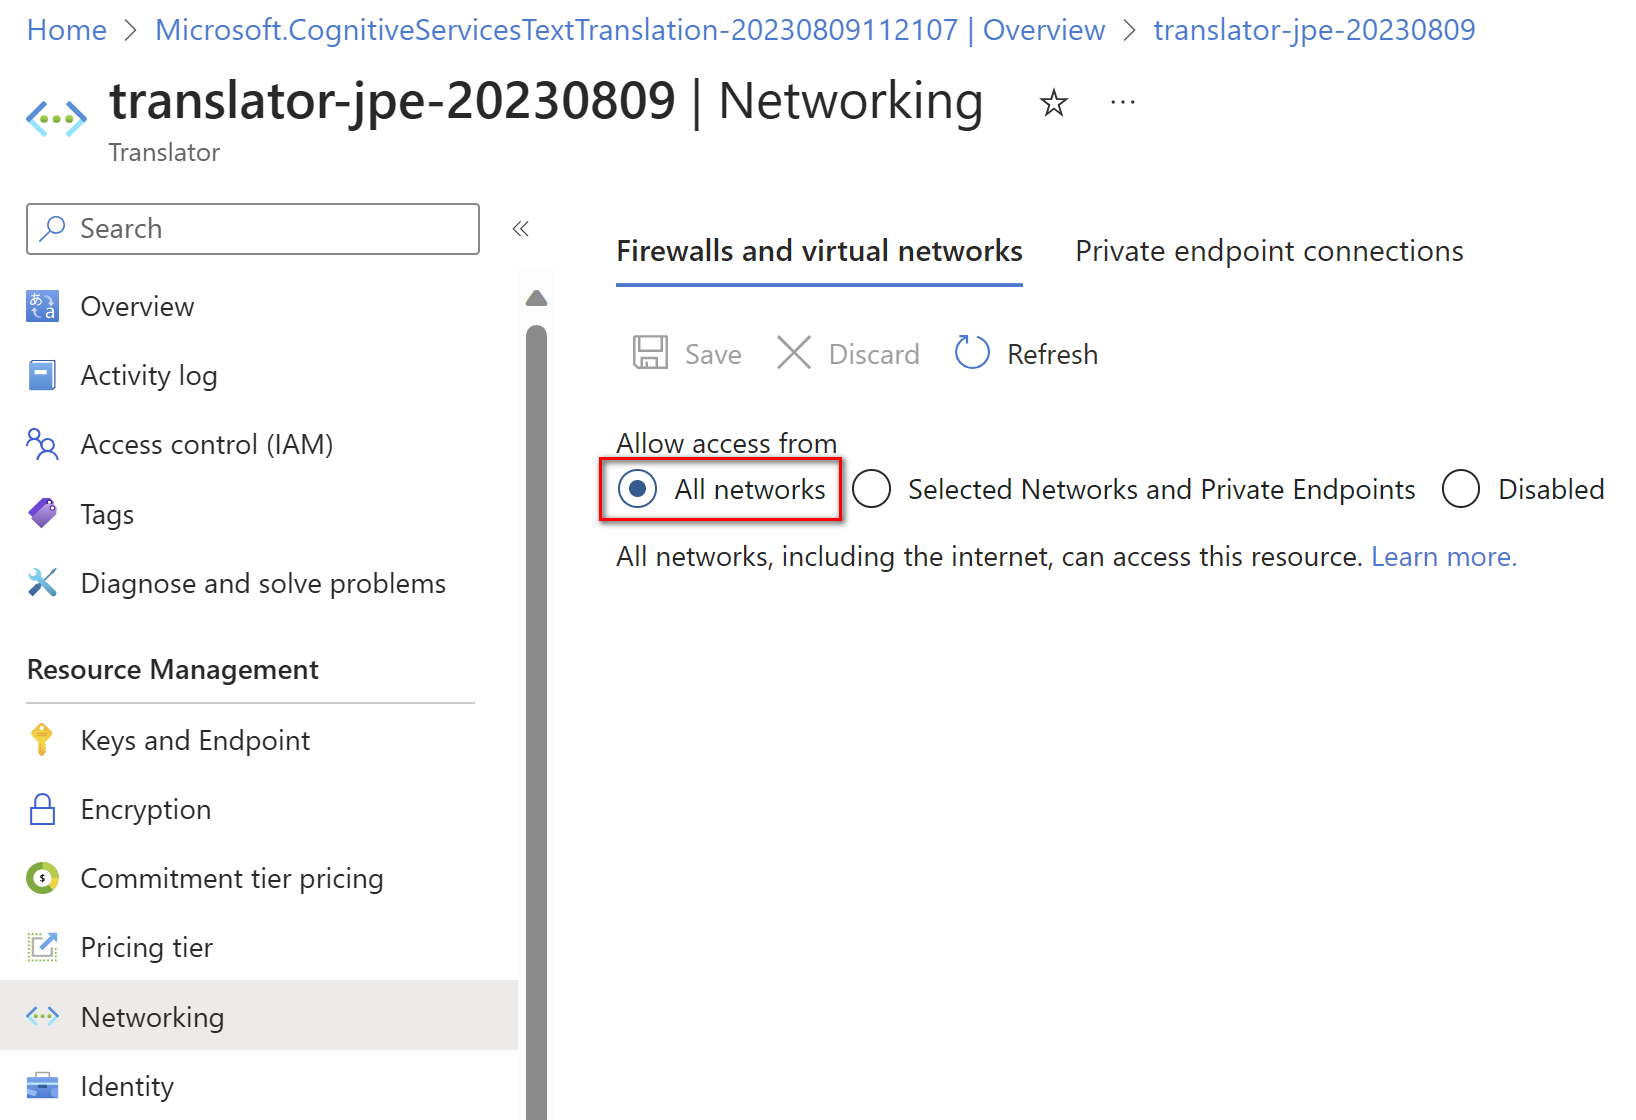 Home > Microsoft.CognitiveServicesTextTranslation-20230809112107 | Overview > translator-jpe-20230809
translator-jpe-20230809 | Networking
Translator
Search
Overview
Activity log
Access control (IAM)
Tags
Diagnose and solve problems
Resource Management
Keys and Endpoint
Encryption
Commitment tier pricing
Pricing tier
Networking
Identity
Firewalls and virtual networks Private endpoint connections
Save Discard Refresh
Allow access from
All networks Selected Networks and Private Endpoints Disabled
All networks, including the internet, can access this resource. Learn more.